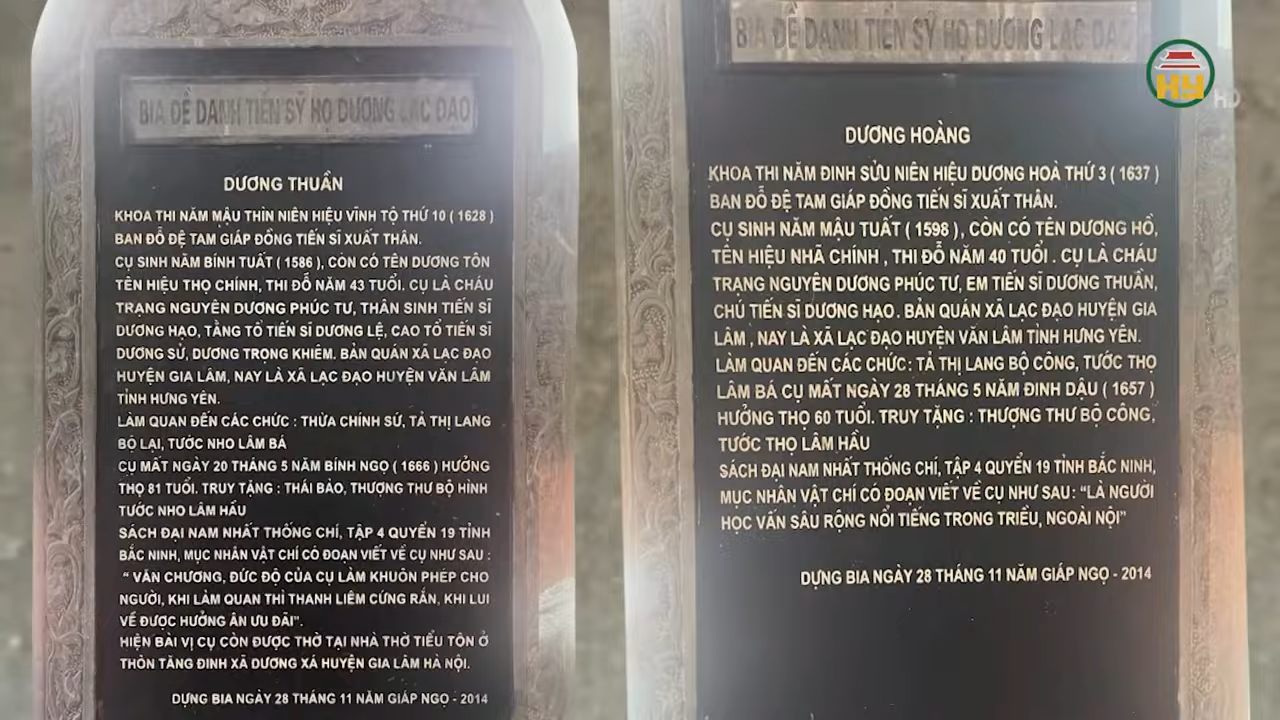 BIA ĐỀ DANH TIẾN SỸ HỌ DƯƠNG LẠC ĐẠO
DƯƠNG THUẦN
KHOA THI NĂM MẬU THÌN NIÊN HIỆU VĨNH TỘ THỨ 10 ( 1628 )
BAN ĐỖ ĐỆ TAM GIÁP ĐỒNG TIẾN SĨ XUẤT THÂN.
CỤ SINH NĂM BÍNH TUẤT ( 1586 ), CÒN CÓ TÊN DƯƠNG TÔN
TÊN HIỆU THỌ CHÍNH, THI ĐỖ NĂM 43 TUỔI. CỤ LÀ CHÁU
TRẠNG NGUYÊN DƯƠNG PHÚC TƯ, THÂN SINH TIẾN SĨ
DƯƠNG HẠO, TẰNG TỔ TIẾN SĨ DƯƠNG LỆ, CAO TỔ TIẾN SĨ
DƯƠNG SỬ, DƯƠNG TRỌNG KHIÊM. BẢN QUÁN XÃ LẠC ĐẠO
HUYỆN GIA LÂM, NAY LÀ XÃ LẠC ĐẠO HUYỆN VĂN LÂM
TỈNH HƯNG YÊN.
LÀM QUAN ĐẾN CÁC CHỨC : THỪA CHÍNH SỨ, TẢ THỊ LANG
BỘ LẠI, TƯỚC NHO LÂM BÁ
CỤ MẤT NGÀY 20 THÁNG 5 NĂM BÍNH NGỌ ( 1666 ) HƯỞNG
THỌ 81 TUỔI. TRUY TẶNG : THÁI BẢO, THƯỢNG THƯ BỘ HÌNH
TƯỚC NHO LÂM HẦU
SÁCH ĐẠI NAM NHẤT THỐNG CHÍ, TẬP 4 QUYỂN 19 TỈNH
BẮC NINH, MỤC NHÂN VẬT CHÍ CÓ ĐOẠN VIẾT VỀ CỤ NHƯ SAU :
“ VĂN CHƯƠNG, ĐỨC ĐỘ CỦA CỤ LÀM KHUÔN PHÉP CHO
NGƯỜI, KHI LÀM QUAN THÌ THANH LIÊM CỨNG RẮN, KHI LUI
VỀ ĐƯỢC HƯỞNG ÂN ƯU ĐÃI”.
HIỆN BÀI VỊ CỤ CÒN ĐƯỢC THỜ TẠI NHÀ THỜ TIỂU TÔN Ở
THÔN TĂNG ĐINH XÃ DƯƠNG XÁ HUYỆN GIA LÂM HÀ NỘI.
DỰNG BIA NGÀY 28 THÁNG 11 NĂM GIÁP NGỌ - 2014
BIA ĐỀ DANH TIẾN SỸ HỌ DƯƠNG LẠC ĐẠO
DƯƠNG HOÀNG
KHOA THI NĂM ĐINH SỬU NIÊN HIỆU DƯƠNG HOÀ THỨ 3 ( 1637 )
BAN ĐỖ ĐỆ TAM GIÁP ĐỒNG TIẾN SĨ XUẤT THÂN.
CỤ SINH NĂM MẬU TUẤT ( 1598 ), CÒN CÓ TÊN DƯƠNG HỒ,
TÊN HIỆU NHÃ CHÍNH , THI ĐỖ NĂM 40 TUỔI . CỤ LÀ CHÁU
TRẠNG NGUYÊN DƯƠNG PHÚC TƯ, EM TIẾN SĨ DƯƠNG THUẦN,
CHÚ TIẾN SĨ DƯƠNG HẠO. BẢN QUÁN XÃ LẠC ĐẠO HUYỆN GIA
LÂM , NAY LÀ XÃ LẠC ĐẠO HUYỆN VĂN LÂM TỈNH HƯNG YÊN.
LÀM QUAN ĐẾN CÁC CHỨC : TẢ THỊ LANG BỘ CÔNG, TƯỚC THỌ
LÂM BÁ CỤ MẤT NGÀY 28 THÁNG 5 NĂM ĐINH DẬU ( 1657 )
HƯỞNG THỌ 60 TUỔI. TRUY TẶNG : THƯỢNG THƯ BỘ CÔNG,
TƯỚC THỌ LÂM HẦU
SÁCH ĐẠI NAM NHẤT THỐNG CHÍ, TẬP 4 QUYỂN 19 TỈNH BẮC NINH,
MỤC NHÂN VẬT CHÍ CÓ ĐOẠN VIẾT VỀ CỤ NHƯ SAU: “LÀ NGƯỜI
HỌC VẤN SÂU RỘNG NỔI TIẾNG TRONG TRIỀU, NGOÀI NỘI”
DỰNG BIA NGÀY 28 THÁNG 11 NĂM GIÁP NGỌ - 2014
HY HD